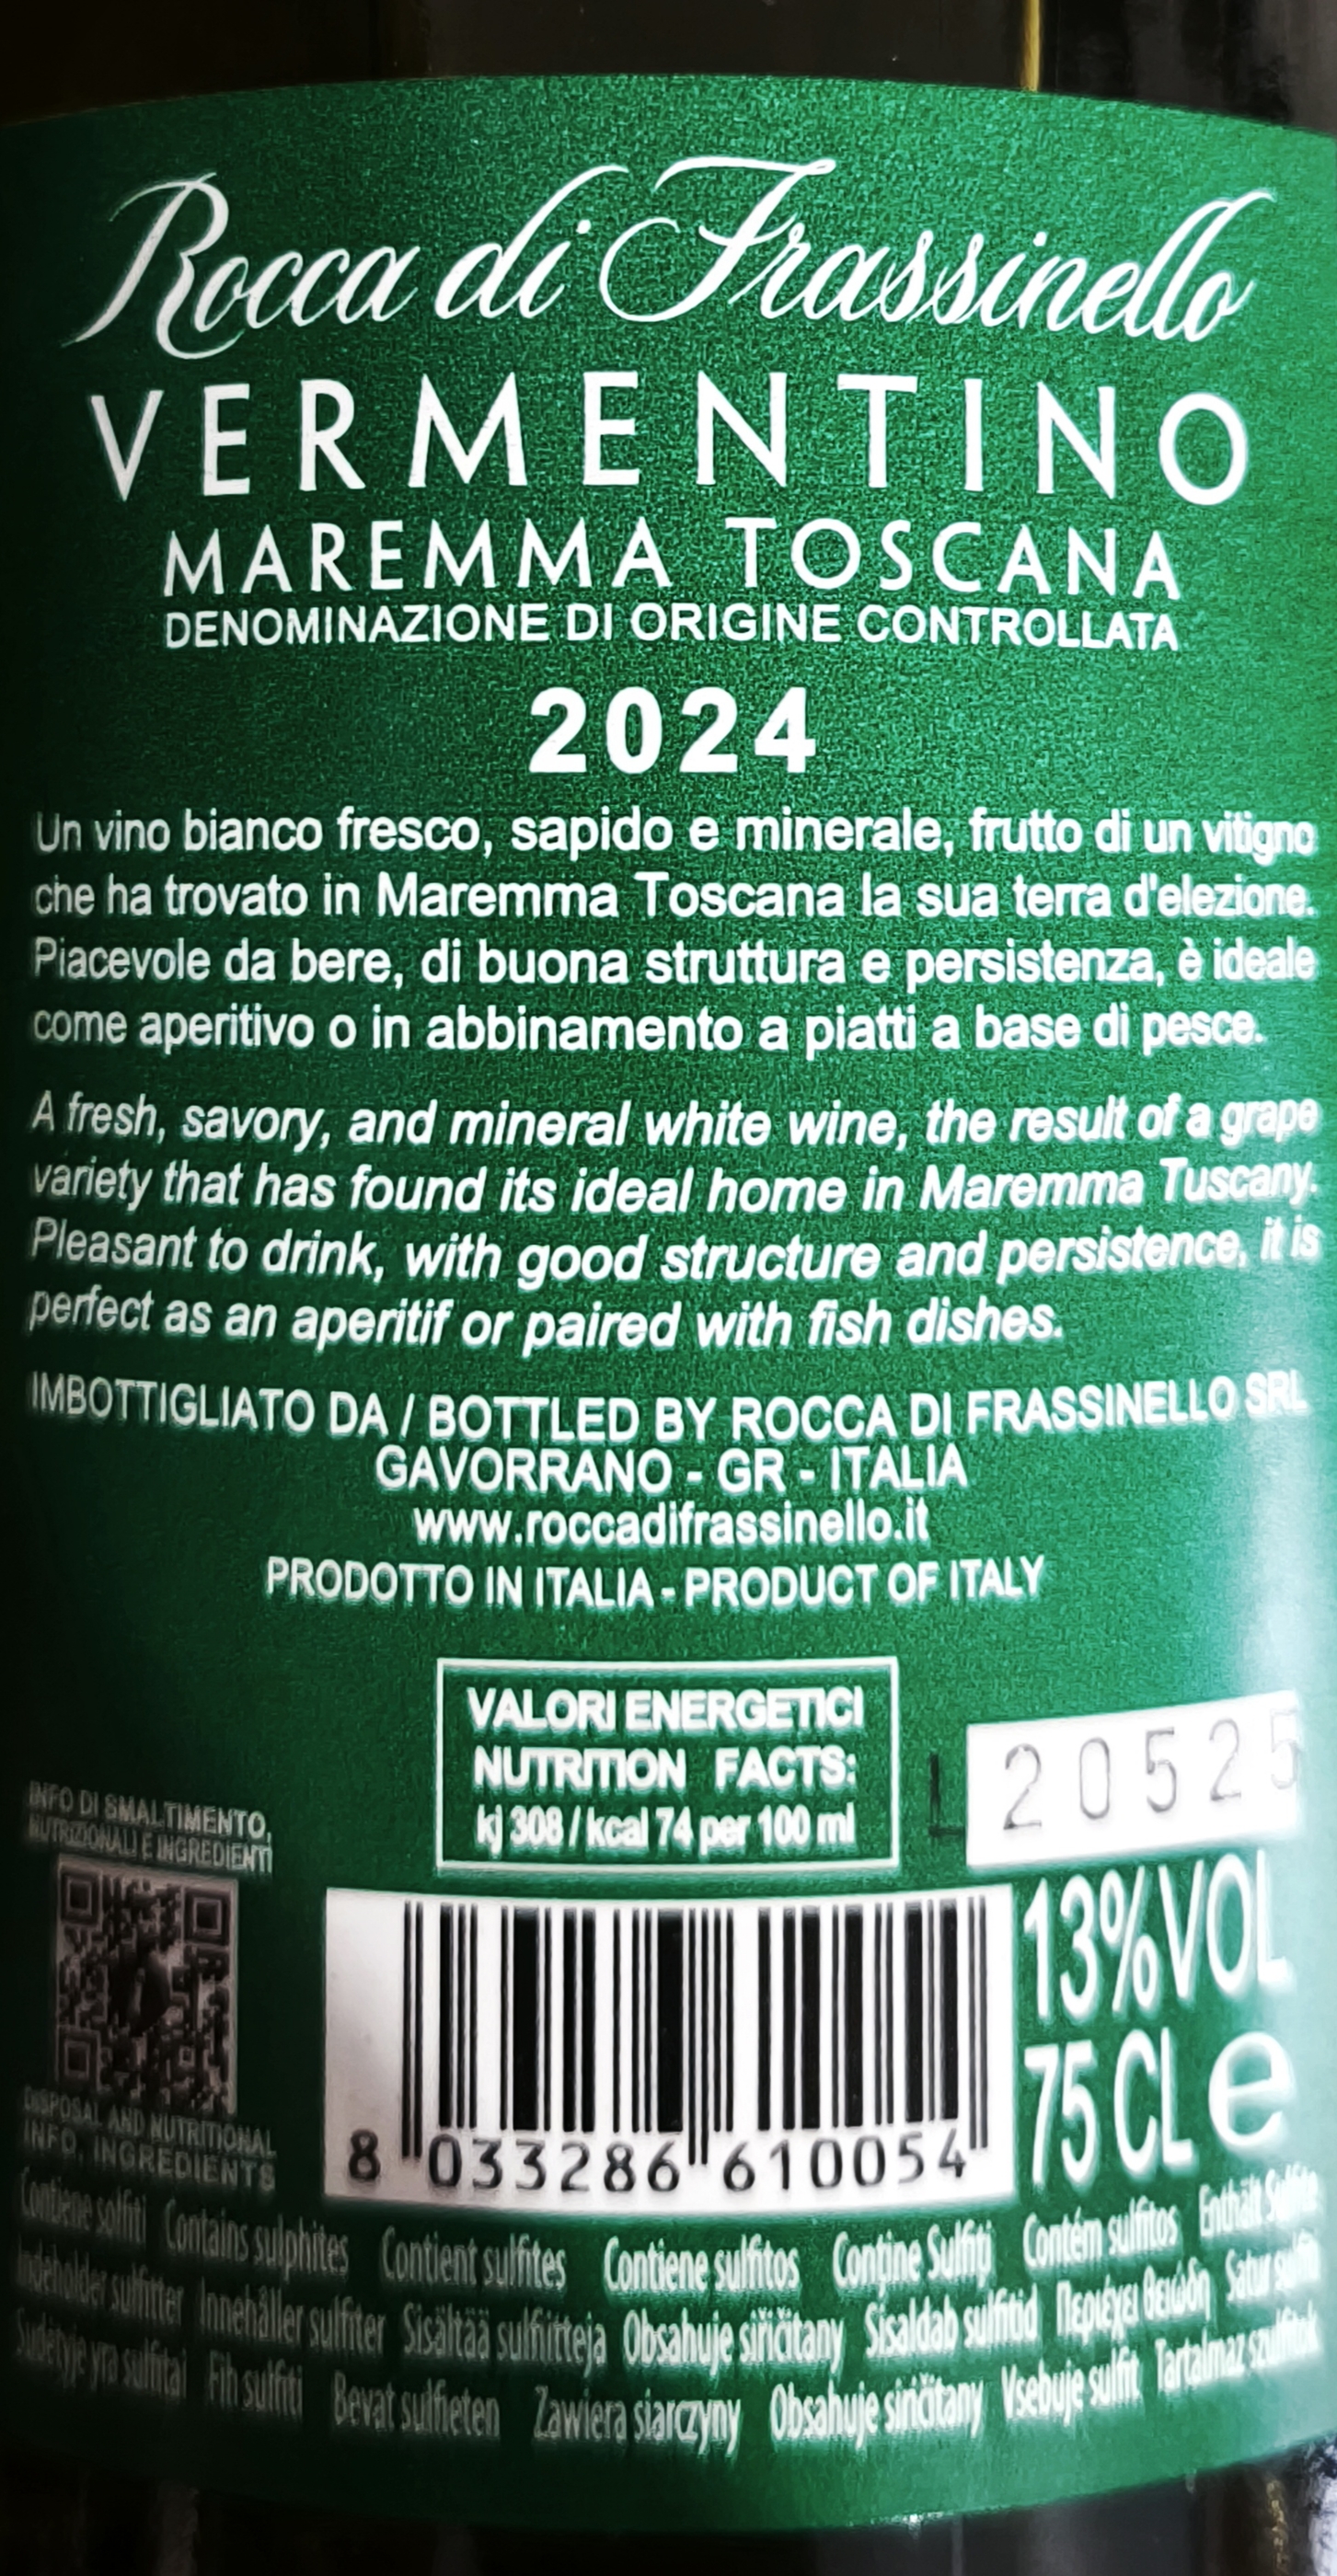 Rocca di Frassinello
VERMENTINO
MAREMMA TOSCANA
DENOMINAZIONE DI ORIGINE CONTROLLATA
2024
Un vino bianco fresco, sapido e minerale, frutto di un vitigno
che ha trovato in Maremma Toscana la sua terra d'elezione.
Piacevole da bere, di buona struttura e persistenza, è ideale
come aperitivo o in abbinamento a piatti a base di pesce.
A fresh, savory, and mineral white wine, the result of a grape
variety that has found its ideal home in Maremma Tuscany.
Pleasant to drink, with good structure and persistence, it is
perfect as an aperitif or paired with fish dishes.
IMBOTTIGLIATO DA / BOTTLED BY ROCCA DI FRASSINELLO SRL
GAVORRANO - GR - ITALIA
www.roccadifrassinello.it
PRODOTTO IN ITALIA - PRODUCT OF ITALY
VALORI ENERGETICI
NUTRITION FACTS:
kj 308 / kcal 74 per 100 ml
L 20525
INFO DI SMALTIMENTO,
NUTRIZIONALI E INGREDIENTI
DISPOSAL AND NUTRITIONAL
INFO, INGREDIENTS
8 033286 610054
13%VOL
75 CL e
Contiene solfiti Contains sulphites Contient sulfites Contiene sulfitos Conţine Sulfiţi Contém sulfitos Enthält Sulfite
Indeholder sulfitter Innehåller sulfiter Sisältää sulfiitteja Obsahuje siřičitany Sisaldab sulfitid Περιέχει θειώδη Satur
Sudėtyje yra sulfitai Fih sulfiti Bevat sulfieten Zawiera siarczyny Obsahuje siričitany Vsebuje sulfit Tartalmaz